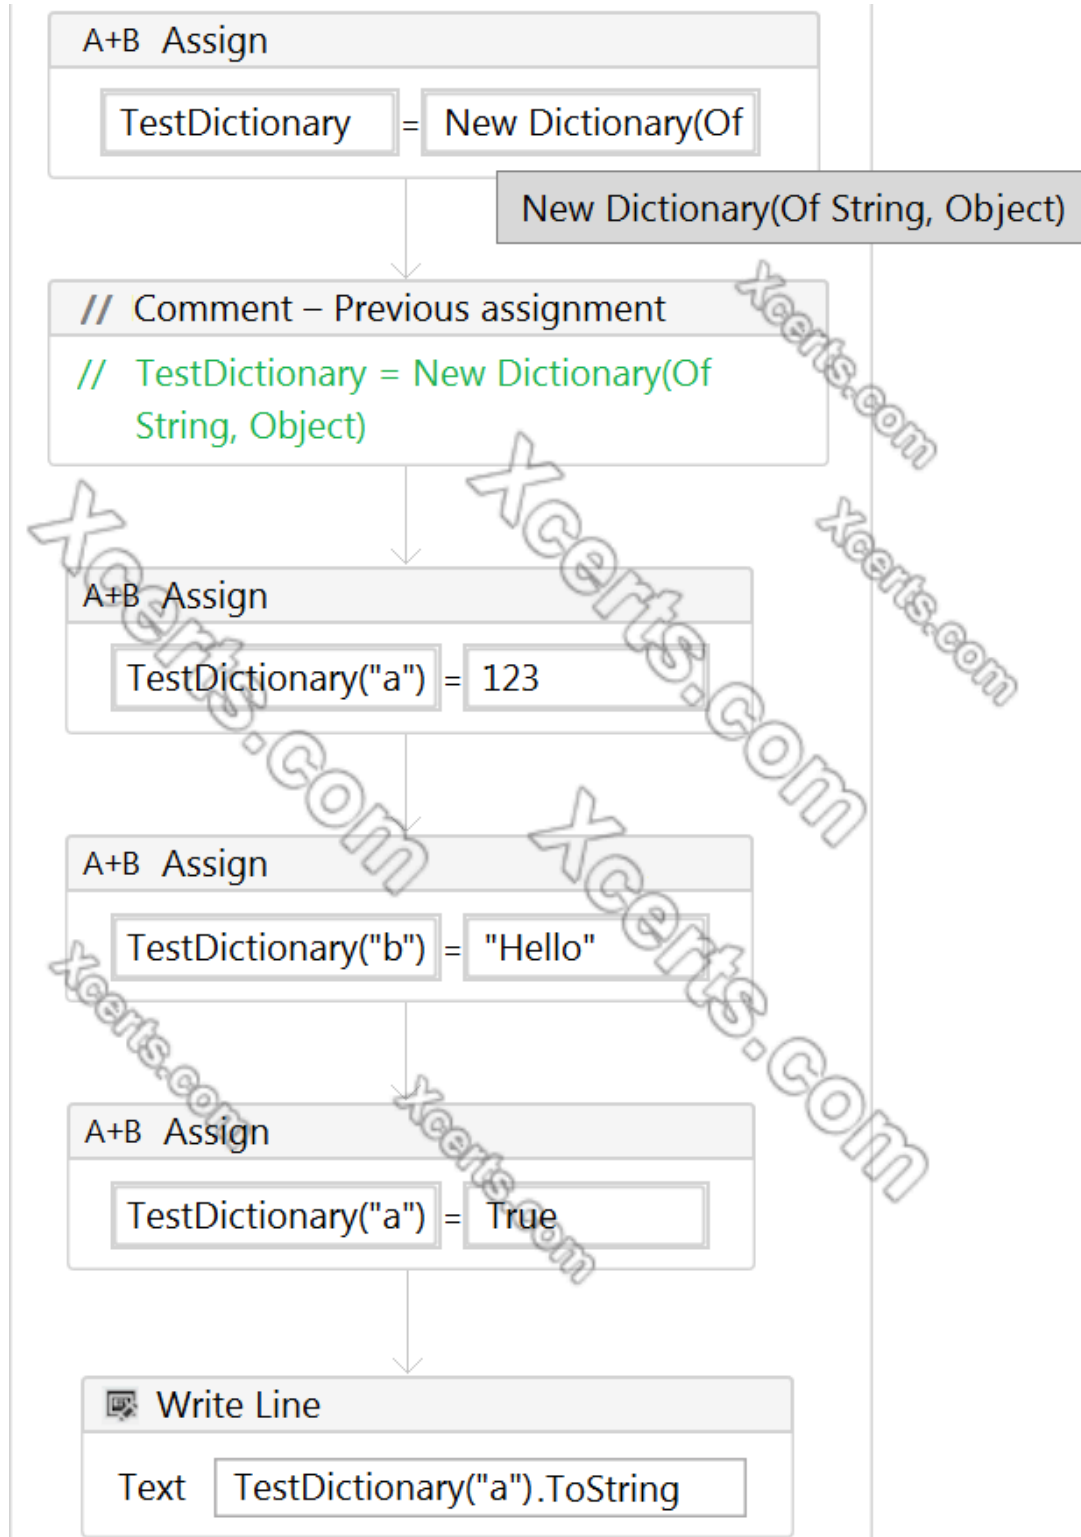 A+B Assign
TestDictionary = New Dictionary(Of
New Dictionary(Of String, Object)
// Comment – Previous assignment
// TestDictionary = New Dictionary(Of
String, Object)
A+B Assign
TestDictionary("a") = 123
A+B Assign
TestDictionary("b") = "Hello"
A+B Assign
TestDictionary("a") = True
Write Line
Text TestDictionary("a").ToString
Xcerts.com
Xcerts.com
Xcerts.com
Xcerts.com
Xcerts.com
Xcerts.com
Xcerts.com